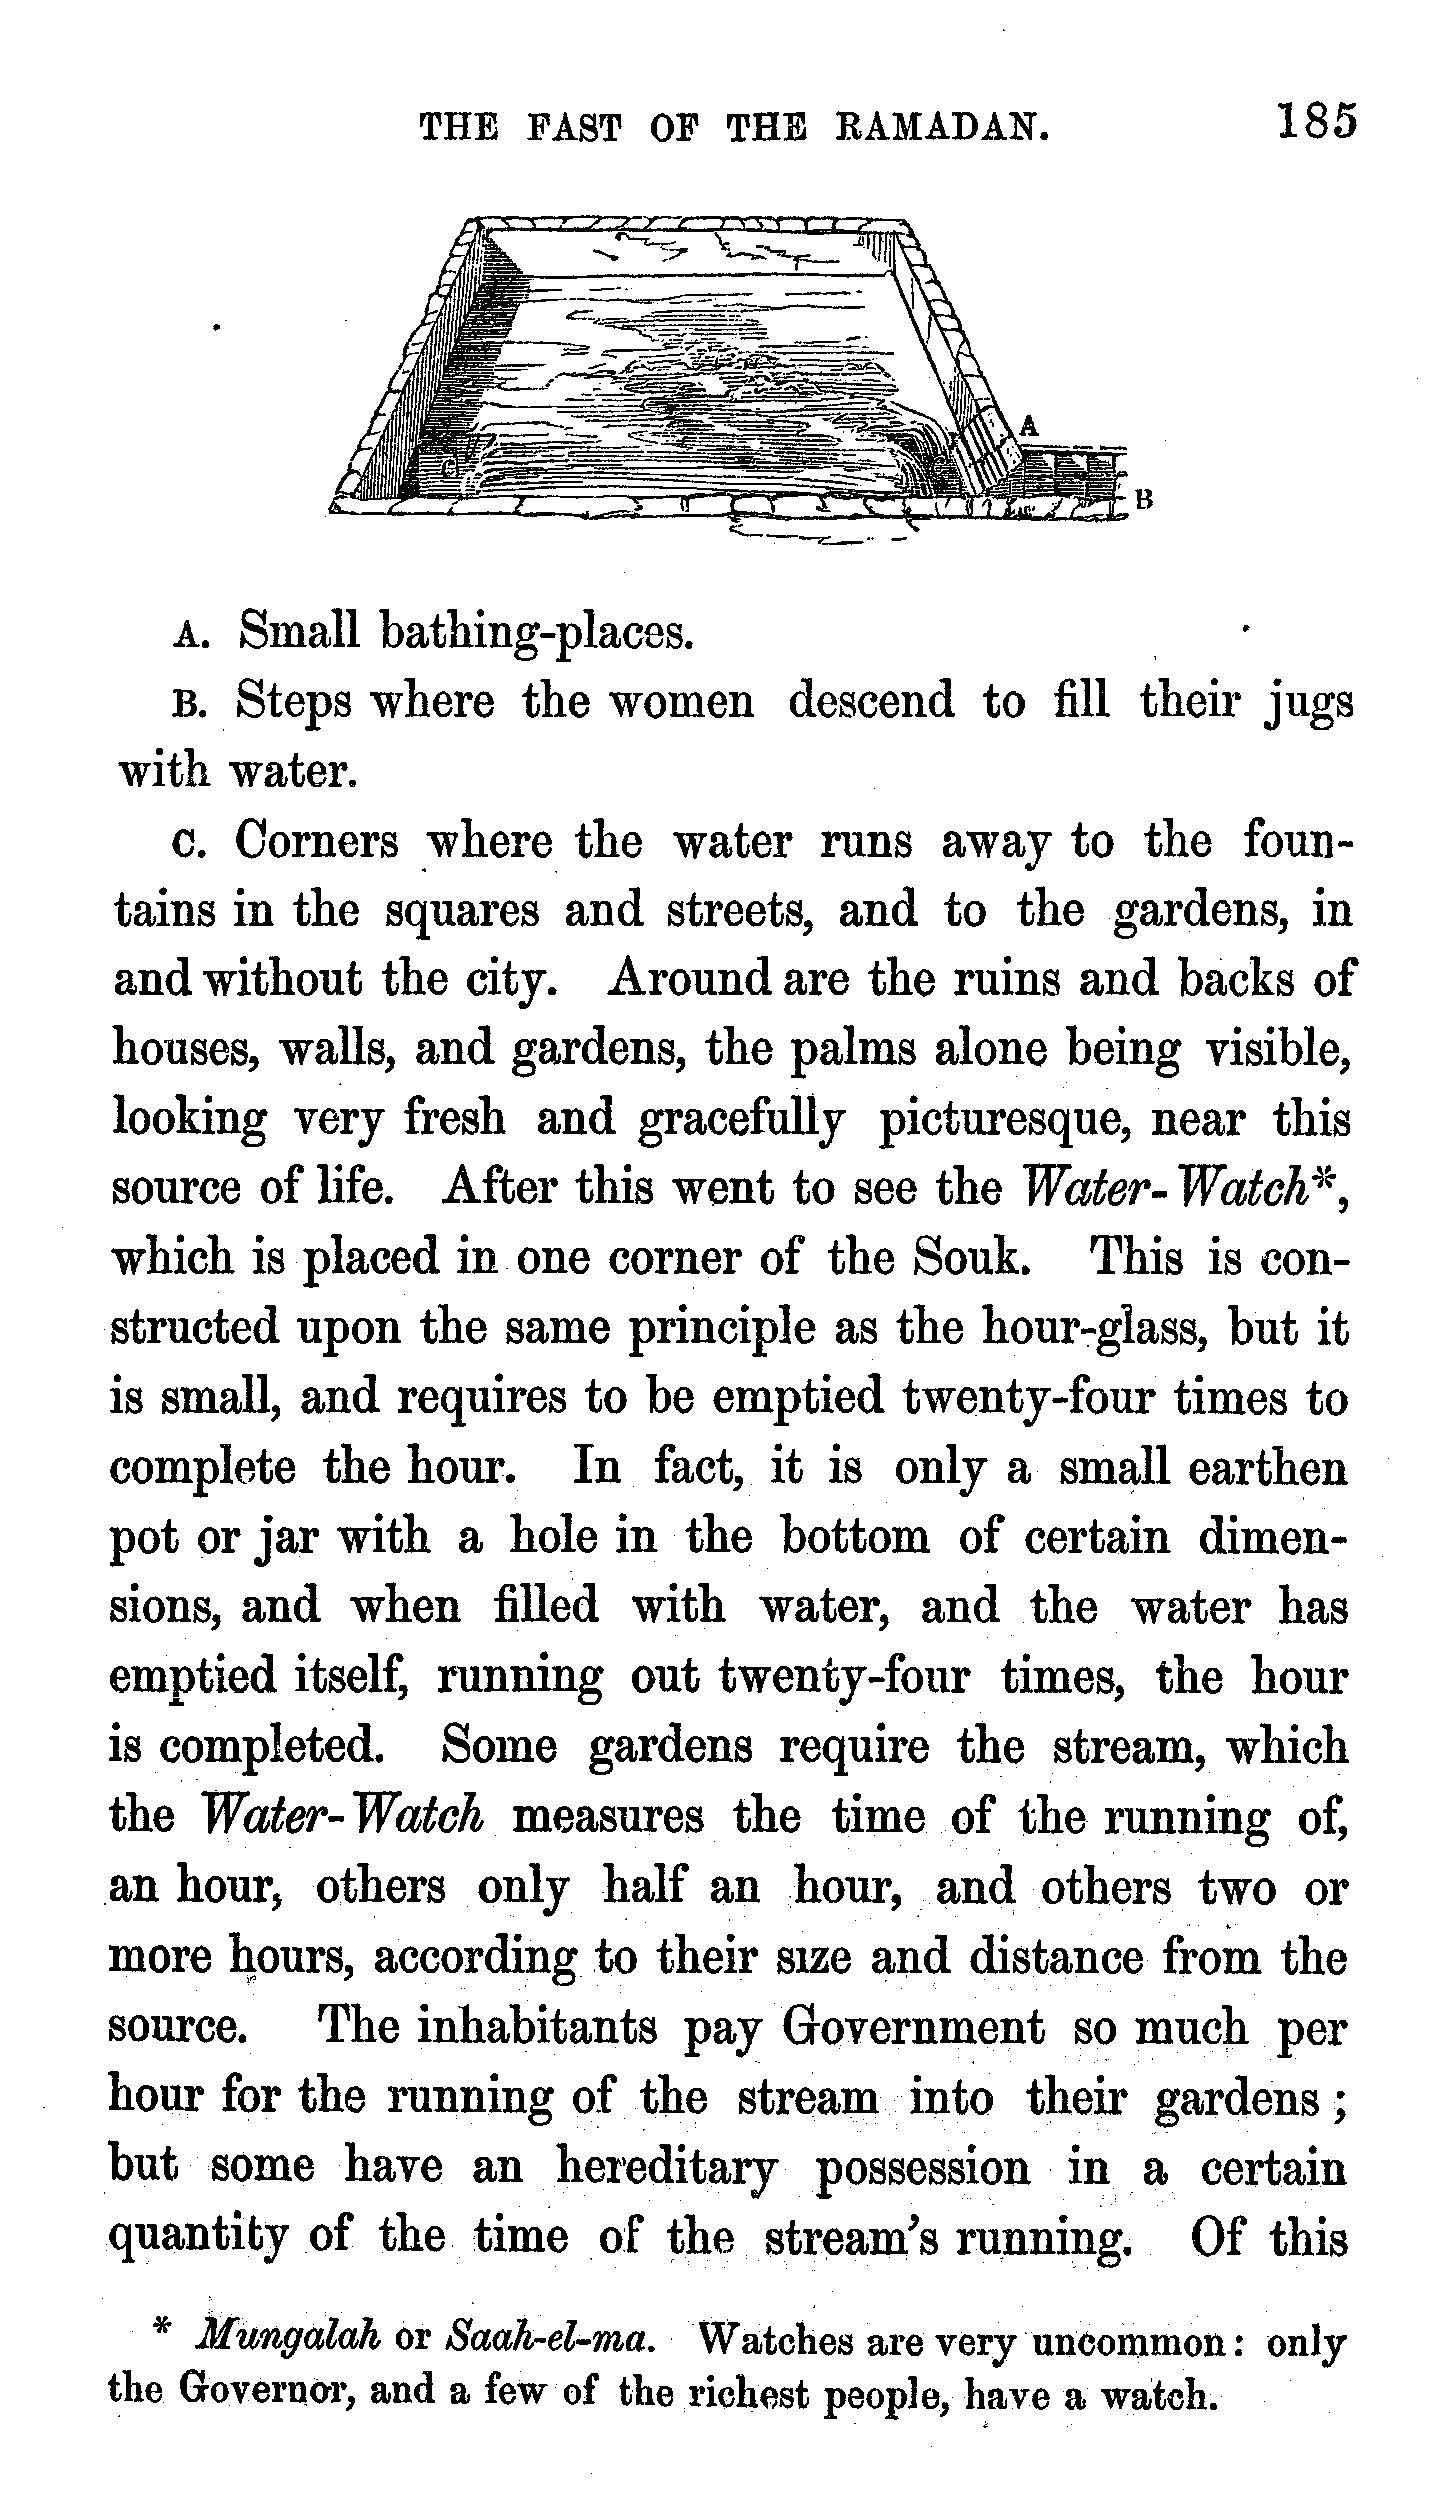 THE FAST OF THE RAMADAN. 185
A
C
B
A. Small bathing-places.
B. Steps where the women descend to fill their jugs
with water.
C. Corners where the water runs away to the foun-
tains in the squares and streets, and to the gardens, in
and without the city. Around are the ruins and backs of
houses, walls, and gardens, the palms alone being visible,
looking very fresh and gracefully picturesque, near this
source of life. After this went to see the Water-Watch*,
which is placed in one corner of the Souk. This is con-
structed upon the same principle as the hour-glass, but it
is small, and requires to be emptied twenty-four times to
complete the hour. In fact, it is only a small earthen
pot or jar with a hole in the bottom of certain dimen-
sions, and when filled with water, and the water has
emptied itself, running out twenty-four times, the hour
is completed. Some gardens require the stream, which
the Water-Watch measures the time of the running of,
an hour, others only half an hour, and others two or
more hours, according to their size and distance from the
source. The inhabitants pay Government so much per
hour for the running of the stream into their gardens;
but some have an hereditary possession in a certain
quantity of the time of the stream's running. Of this
* Mungalah or Saah-el-ma. Watches are very uncommon: only
the Governor, and a few of the richest people, have a watch.